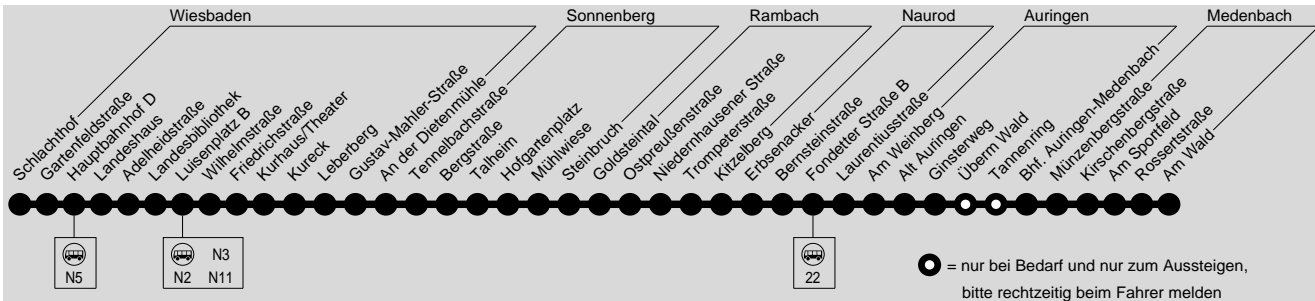 Wiesbaden
Sonnenberg
Rambach
Naurod
Auringen
Medenbach
Schlachthof
Gartenfeldstraße
Hauptbahnhof D
Landeshaus
Adelheidstraße
Landesbibliothek
Luisenplatz B
Wilhelmstraße
Friedrichstraße
Kurhaus/Theater
Kureck
Leberberg
Gustav-Mahler-Straße
An der Dietenmühle
Tennelbachstraße
Bergstraße
Talheim
Hofgartenplatz
Mühlwiese
Steinbruch
Goldsteintal
Ostpreußenstraße
Niedernhausener Straße
Trompeterstraße
Kitzelberg
Erbsenacker
Bernsteinstraße
Fondetter Straße B
Laurentiusstraße
Am Weinberg
Alt Auringen
Ginsterweg
Überm Wald
Tannenring
Bhf. Auringen-Medenbach
Münzenbergstraße
Kirschenbergstraße
Am Sportfeld
Rossertstraße
Am Wald
N5
N3
N2 N11
22
= nur bei Bedarf und nur zum Aussteigen,
bitte rechtzeitig beim Fahrer melden